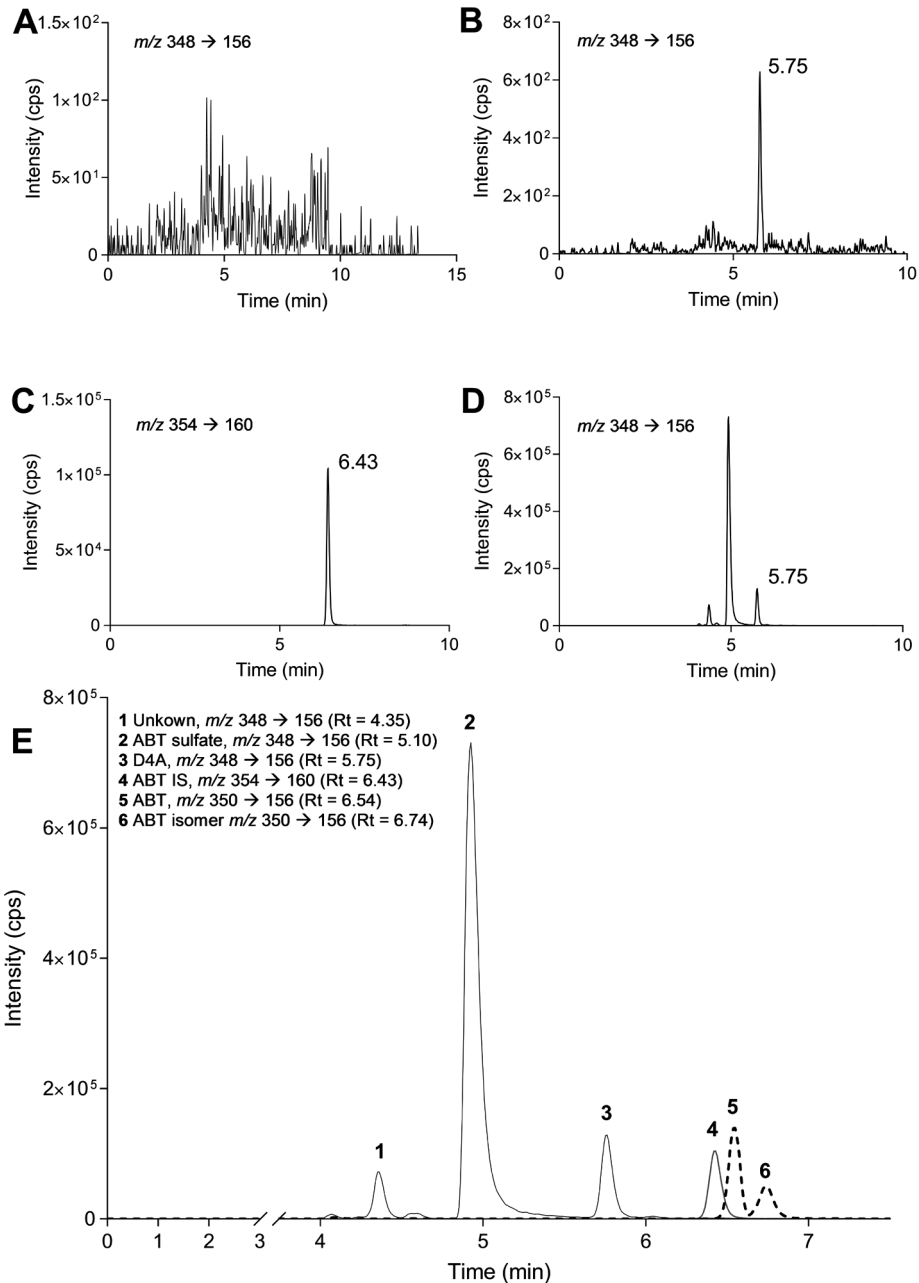 A
1.5×10²
m/z 348 → 156
1×10²
5×10¹
0
Intensity (cps)
0 5 10 15
Time (min)
B
8×10²
m/z 348 → 156
5.75
6×10²
4×10²
2×10²
0
Intensity (cps)
0 5 10
Time (min)
C
1.5×10⁵
m/z 354 → 160
6.43
1×10⁵
5×10⁴
0
Intensity (cps)
0 5 10
Time (min)
D
8×10⁵
m/z 348 → 156
6×10⁵
4×10⁵
2×10⁵
5.75
0
Intensity (cps)
0 5 10
Time (min)
E
8×10⁵
1 Unkown, m/z 348 → 156 (Rt = 4.35)
2 ABT sulfate, m/z 348 → 156 (Rt = 5.10)
3 D4A, m/z 348 → 156 (Rt = 5.75)
4 ABT IS, m/z 354 → 160 (Rt = 6.43)
5 ABT, m/z 350 → 156 (Rt = 6.54)
6 ABT isomer m/z 350 → 156 (Rt = 6.74)
2
6×10⁵
4×10⁵
2×10⁵
0
Intensity (cps)
1
3
4
5
6
0 1 2 3 4 5 6 7
Time (min)